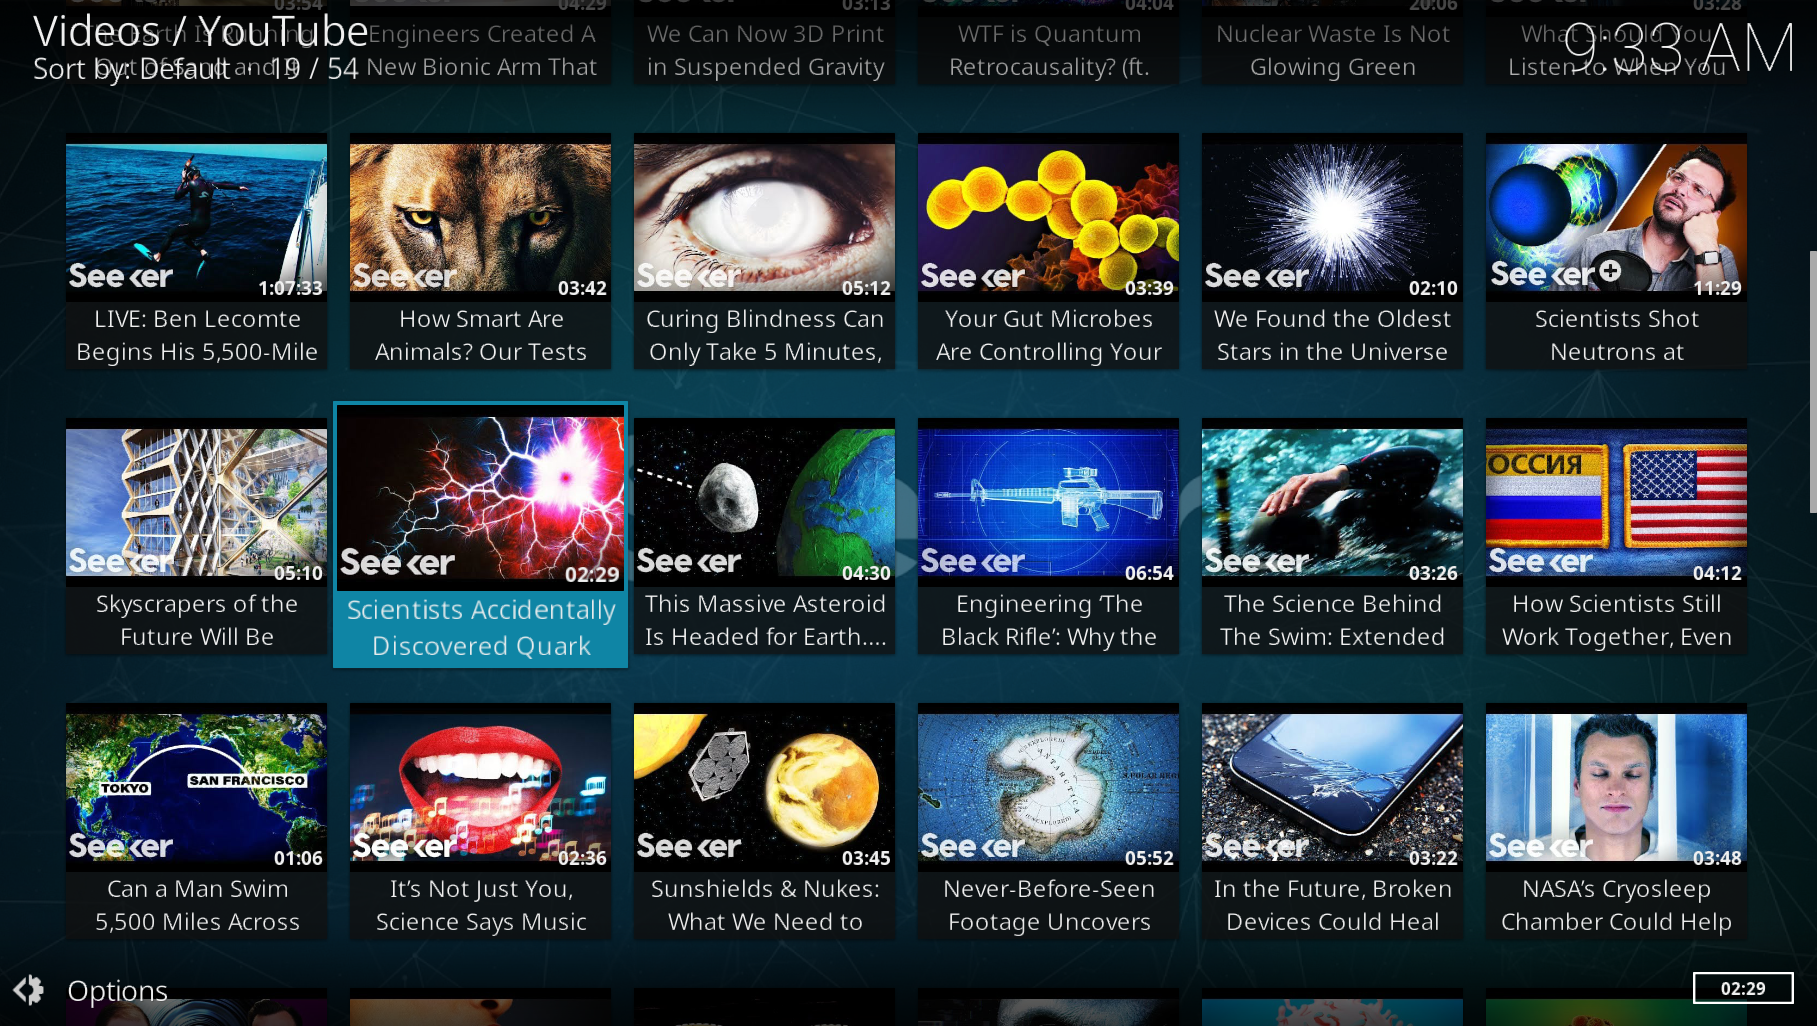 Videos / YouTube
Sort by: Default · 19 / 54
9:33 AM
03:54
04:29
03:13
04:04
20:06
03:28
Earth Is Running
Out of Sand and It
Engineers Created A
New Bionic Arm That
We Can Now 3D Print
in Suspended Gravity
WTF is Quantum
Retrocausality? (ft.
Nuclear Waste Is Not
Glowing Green
What Should You
Listen to When You
Seeker
1:07:33
Seeker
03:42
Seeker
05:12
Seeker
03:39
Seeker
02:10
Seeker +
11:29
LIVE: Ben Lecomte
Begins His 5,500-Mile
How Smart Are
Animals? Our Tests
Curing Blindness Can
Only Take 5 Minutes,
Your Gut Microbes
Are Controlling Your
We Found the Oldest
Stars in the Universe
Scientists Shot
Neutrons at
Seeker
05:10
Seeker
02:29
Seeker
04:30
Seeker
06:54
Seeker
03:26
РОССИЯ
Seeker
04:12
Skyscrapers of the
Future Will Be
Scientists Accidentally
Discovered Quark
This Massive Asteroid
Is Headed for Earth....
Engineering ‘The
Black Rifle’: Why the
The Science Behind
The Swim: Extended
How Scientists Still
Work Together, Even
TOKYO
SAN FRANCISCO
Seeker
01:06
Seeker
02:36
Seeker
03:45
ANTARCTICA
Seeker
05:52
Seeker
03:22
Seeker
03:48
Can a Man Swim
5,500 Miles Across
It’s Not Just You,
Science Says Music
Sunshields & Nukes:
What We Need to
Never-Before-Seen
Footage Uncovers
In the Future, Broken
Devices Could Heal
NASA’s Cryosleep
Chamber Could Help
Options
02:29